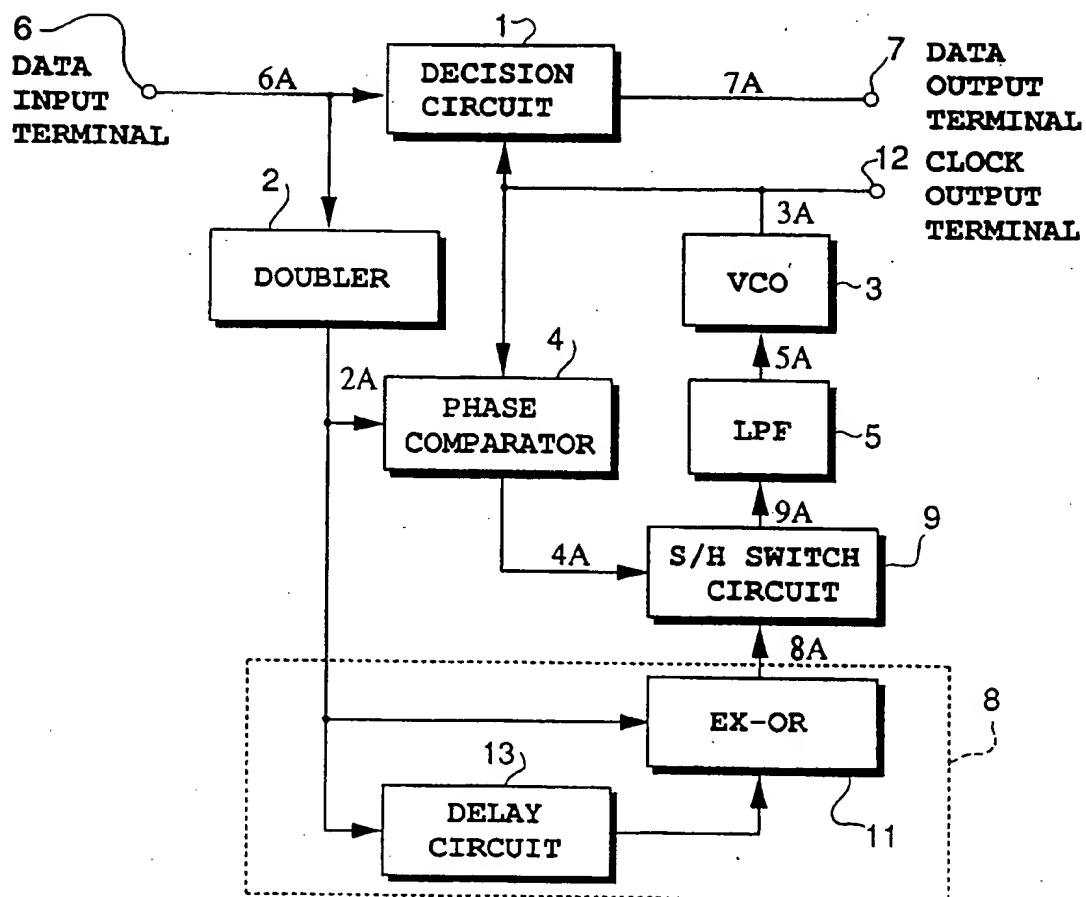 6
DATA
INPUT
TERMINAL
6A
1
DECISION
CIRCUIT
7A
7
DATA
OUTPUT
TERMINAL
12
CLOCK
OUTPUT
TERMINAL
2
DOUBLER
3A
VCO
3
2A
4
PHASE
COMPARATOR
5A
LPF
5
4A
9A
S/H SWITCH
CIRCUIT
9
8A
EX-OR
8
11
13
DELAY
CIRCUIT